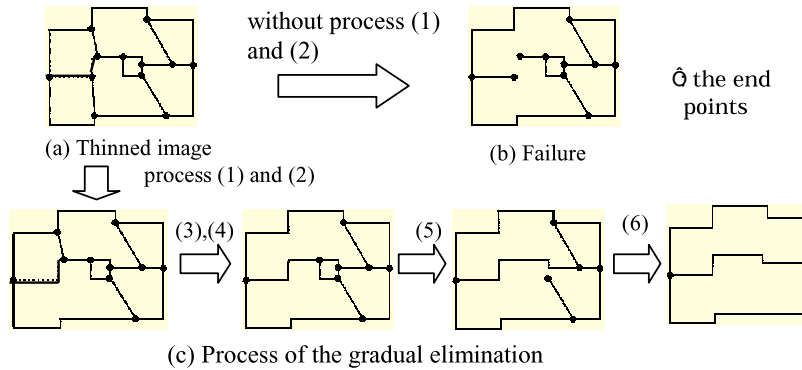 without process (1)
and (2)
Ô the end
points
(a) Thinned image
(b) Failure
process (1) and (2)
(3),(4)
(5)
(6)
(c) Process of the gradual elimination